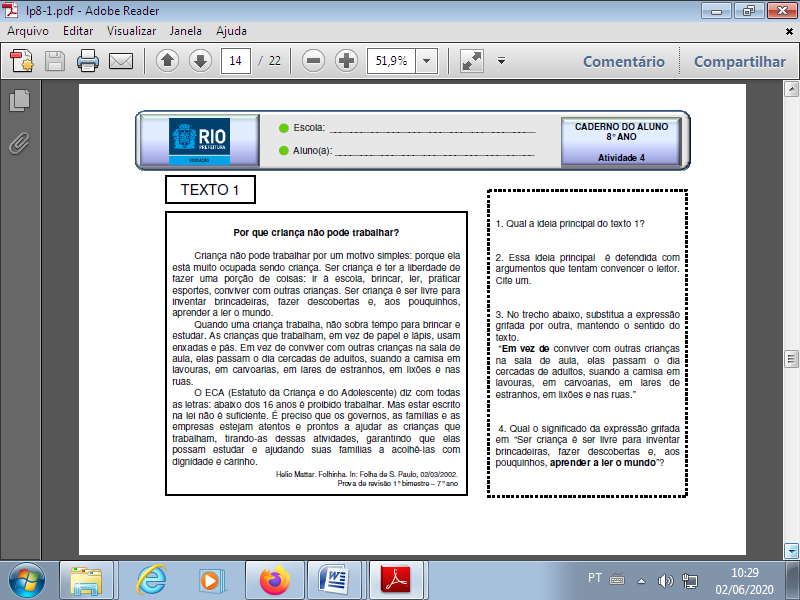 lp8-1.pdf - Adobe Reader
Arquivo Editar Visualizar Janela Ajuda
14 / 22 51,9% Comentário Compartilhar
RIO
PREFEITURA
EDUCAÇÃO
Escola: ___________________________________
Aluno(a): __________________________________
CADERNO DO ALUNO
8° ANO
Atividade 4
TEXTO 1
Por que criança não pode trabalhar?
Criança não pode trabalhar por um motivo simples: porque ela
está muito ocupada sendo criança. Ser criança é ter a liberdade de
fazer uma porção de coisas: ir à escola, brincar, ler, praticar
esportes, conviver com outras crianças. Ser criança é ser livre para
inventar brincadeiras, fazer descobertas e, aos pouquinhos,
aprender a ler o mundo.
Quando uma criança trabalha, não sobra tempo para brincar e
estudar. As crianças que trabalham, em vez de papel e lápis, usam
enxadas e pás. Em vez de conviver com outras crianças na sala de
aula, elas passam o dia cercadas de adultos, suando a camisa em
lavouras, em carvoarias, em lares de estranhos, em lixões e nas
ruas.
O ECA (Estatuto da Criança e do Adolescente) diz com todas
as letras: abaixo dos 16 anos é proibido trabalhar. Mas estar escrito
na lei não é suficiente. É preciso que os governos, as famílias e as
empresas estejam atentos e prontos a ajudar as crianças que
trabalham, tirando-as dessas atividades, garantindo que elas
possam estudar e ajudando suas famílias a acolhê-las com
dignidade e carinho.
Helio Mattar. Folhinha. In: Folha de S. Paulo, 02/03/2002.
Prova de revisão 1° bimestre – 7° ano
1. Qual a ideia principal do texto 1?
2. Essa ideia principal é defendida com
argumentos que tentam convencer o leitor.
Cite um.
3. No trecho abaixo, substitua a expressão
grifada por outra, mantendo o sentido do
texto.
“Em vez de conviver com outras crianças
na sala de aula, elas passam o dia
cercadas de adultos, suando a camisa em
lavouras, em carvoarias, em lares de
estranhos, em lixões e nas ruas.”
4. Qual o significado da expressão grifada
em “Ser criança é ser livre para inventar
brincadeiras, fazer descobertas e, aos
pouquinhos, aprender a ler o mundo”?
PT
10:29
02/06/2020